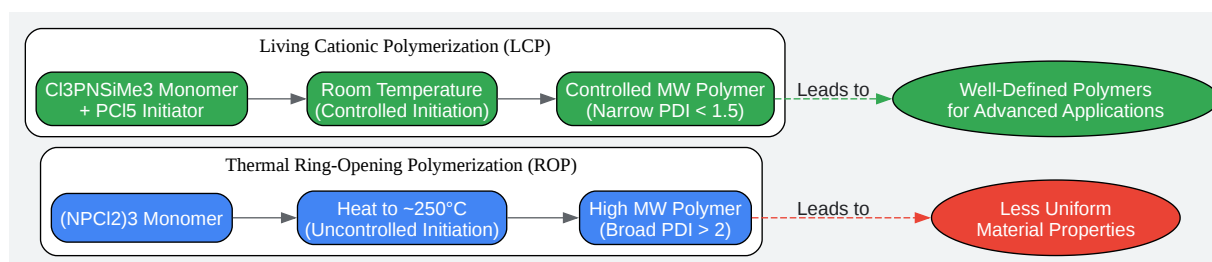 Living Cationic Polymerization (LCP)
Cl3PNSiMe3 Monomer
+ PCl5 Initiator
Room Temperature
(Controlled Initiation)
Controlled MW Polymer
(Narrow PDI < 1.5)
Leads to
Well-Defined Polymers
for Advanced Applications
Thermal Ring-Opening Polymerization (ROP)
(NPCl2)3 Monomer
Heat to ~250°C
(Uncontrolled Initiation)
High MW Polymer
(Broad PDI > 2)
Leads to
Less Uniform
Material Properties